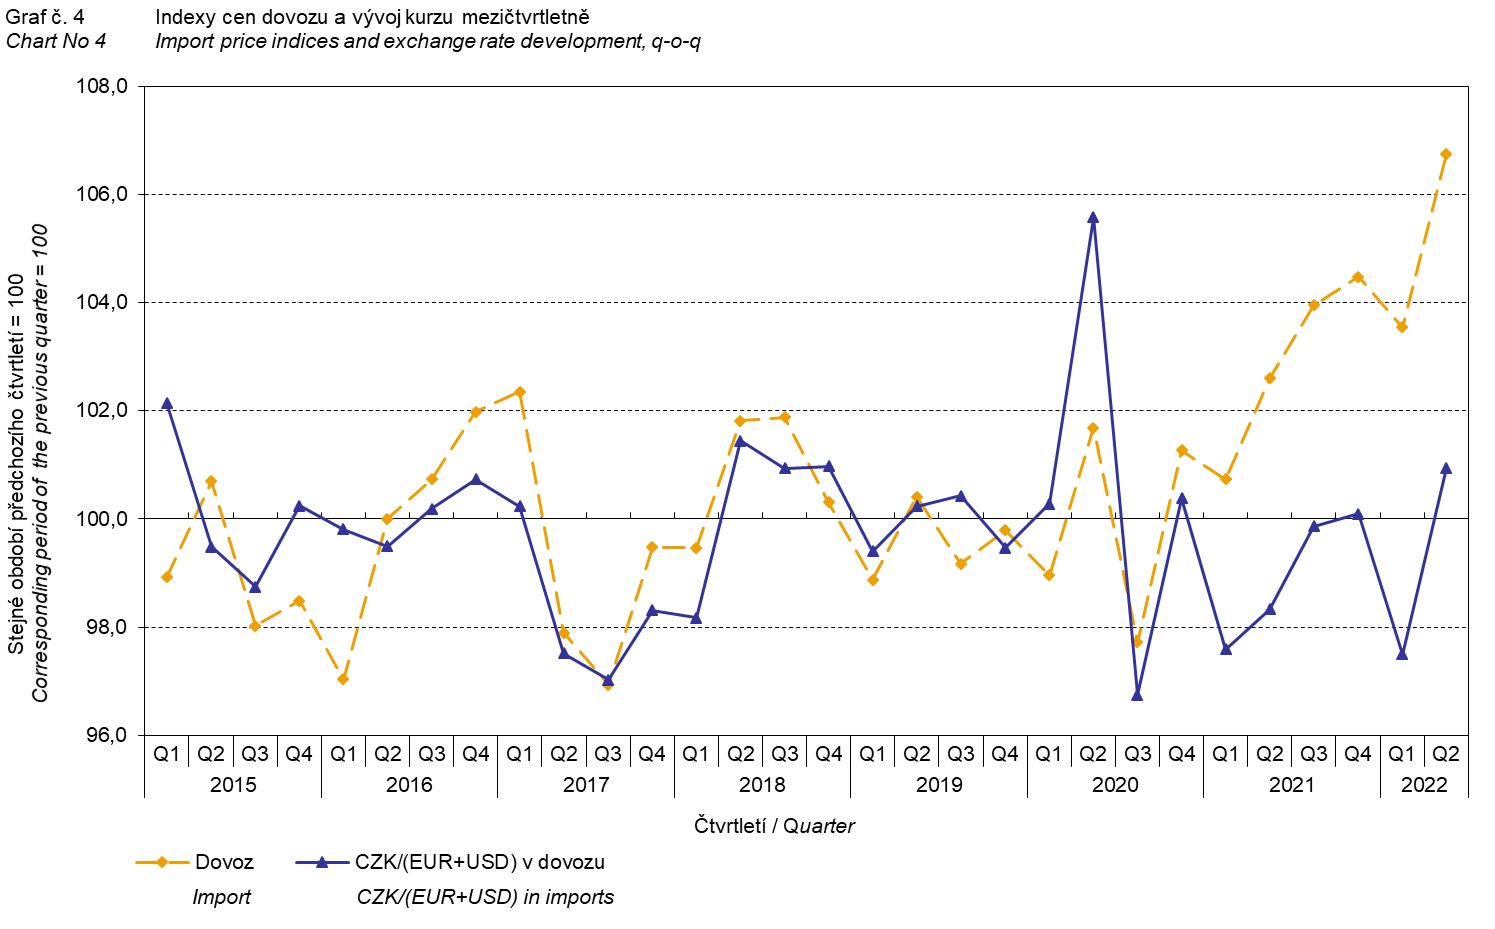 Graf č. 4 Indexy cen dovozu a vývoj kurzu mezičtvrtletně
Chart No 4 Import price indices and exchange rate development, q-o-q
Stejné období předchozího čtvrtletí = 100
Corresponding period of the previous quarter = 100
108,0
106,0
104,0
102,0
100,0
98,0
96,0
Q1 Q2 Q3 Q4 Q1 Q2 Q3 Q4 Q1 Q2 Q3 Q4 Q1 Q2 Q3 Q4 Q1 Q2 Q3 Q4 Q1 Q2 Q3 Q4 Q1 Q2 Q3 Q4 Q1 Q2
2015 2016 2017 2018 2019 2020 2021 2022
Čtvrtletí / Quarter
Dovoz CZK/(EUR+USD) v dovozu
Import CZK/(EUR+USD) in imports